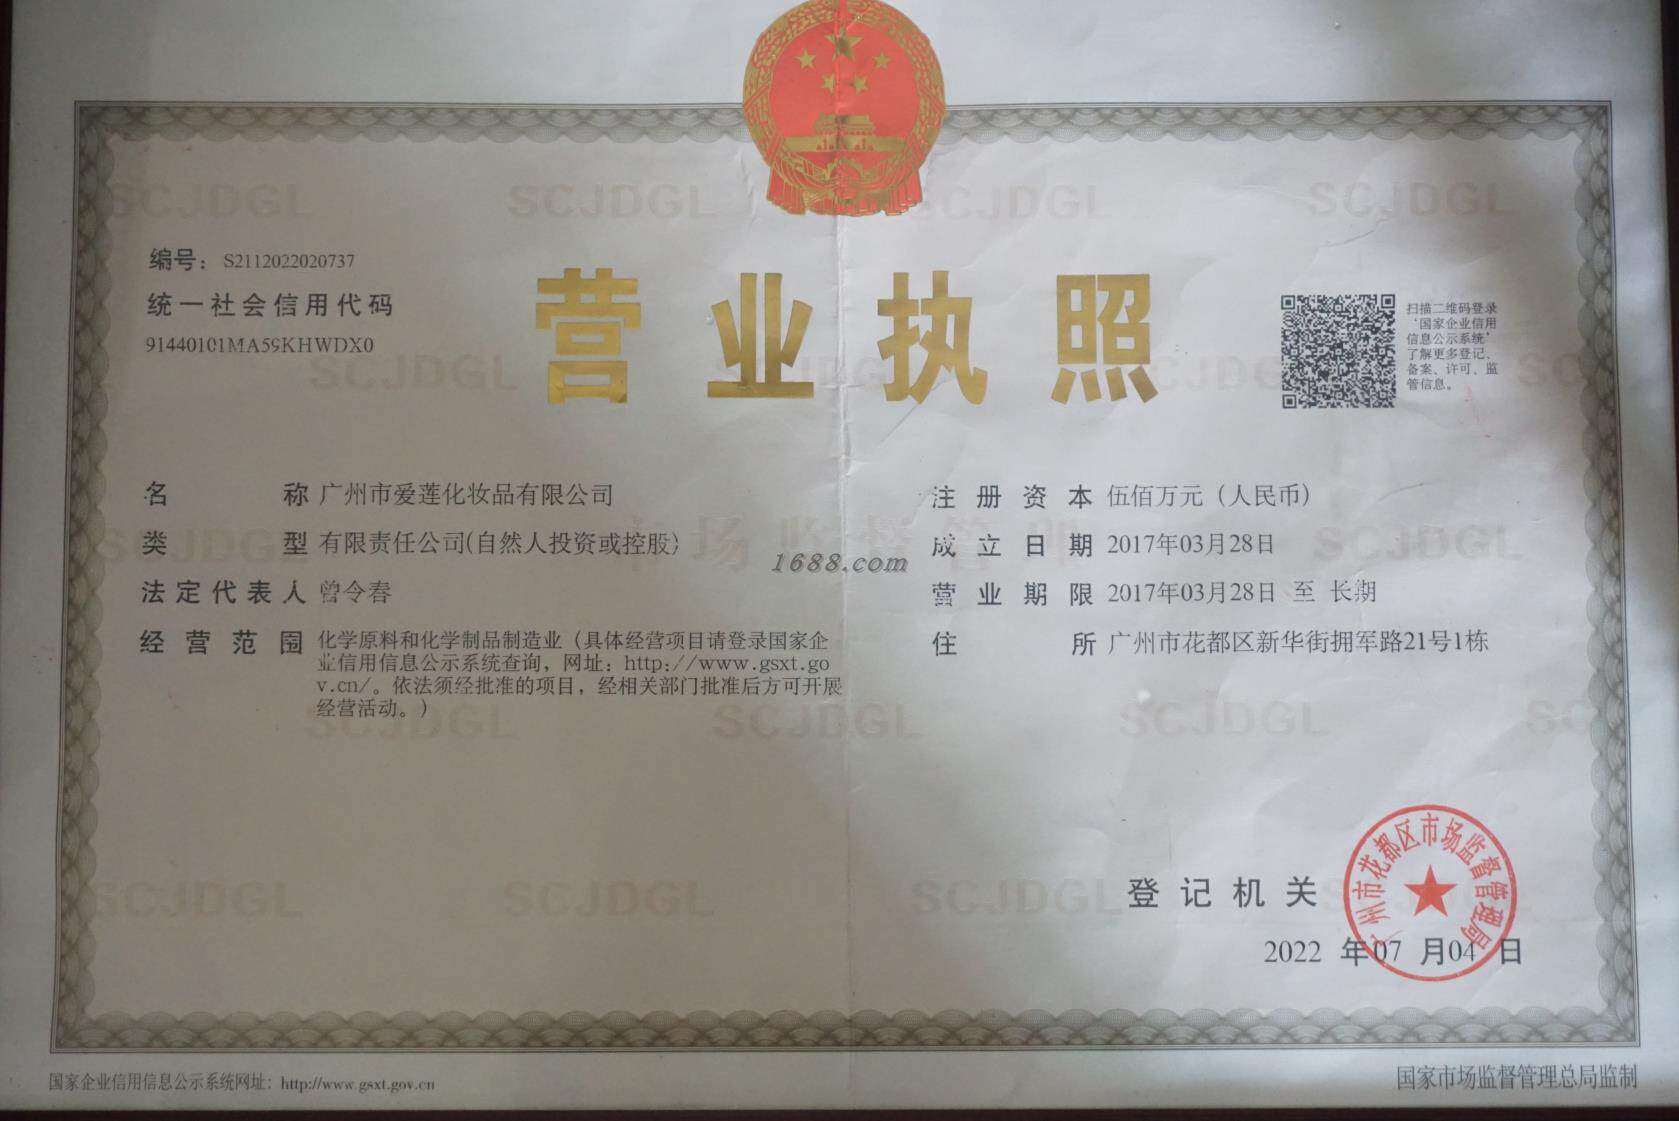 编号： S2112022020737
统一社会信用代码
91440101MA59KHWDX0
营业执照
扫描二维码登录
‘国家企业信用
信息公示系统’
了解更多登记、
备案、许可、监
管信息。
名称 广州市爱莲化妆品有限公司
类型 有限责任公司(自然人投资或控股)
法定代表人 曾令春
经营范围 化学原料和化学制品制造业（具体经营项目请登录国家企
业信用信息公示系统查询，网址：http://www.gsxt.go
v.cn/。依法须经批准的项目，经相关部门批准后方可开展
经营活动。）
注册资本 伍佰万元（人民币）
成立日期 2017年03月28日
营业期限 2017年03月28日 至 长期
住所 广州市花都区新华街拥军路21号1栋
1688.com
SCJDGL
市场监督管理
登记机关
广州市花都区市场监督管理局
2022 年07 月04 日
国家企业信用信息公示系统网址：http://www.gsxt.gov.cn
国家市场监督管理总局监制